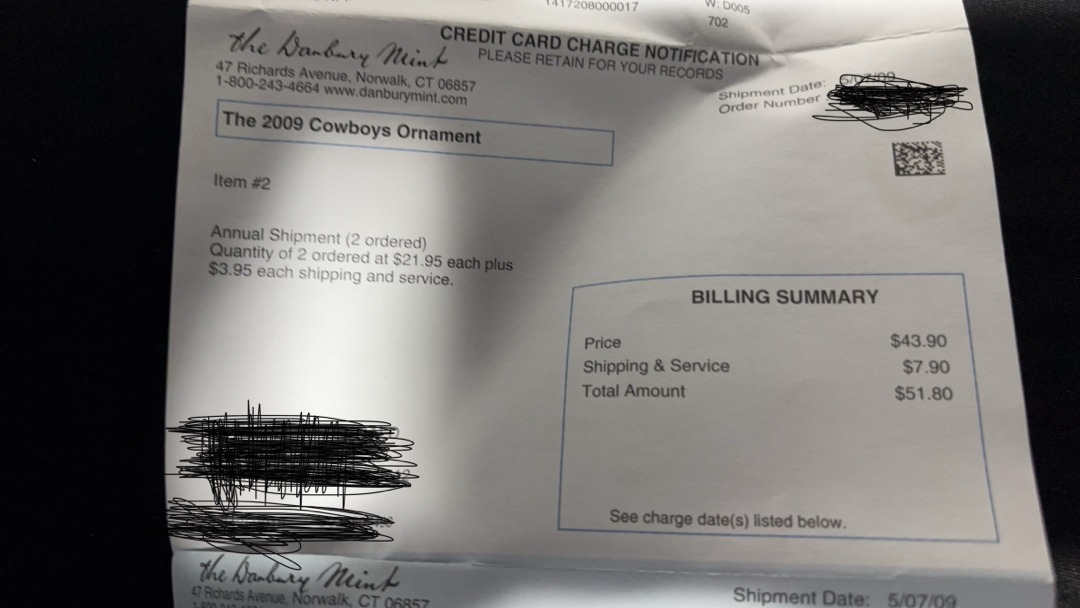 1417208000017
W: D005
702
the Danbury Mint
47 Richards Avenue, Norwalk, CT 06857
1-800-243-4664 www.danburymint.com
CREDIT CARD CHARGE NOTIFICATION
PLEASE RETAIN FOR YOUR RECORDS
Shipment Date:
Order Number
The 2009 Cowboys Ornament
Item #2
Annual Shipment (2 ordered)
Quantity of 2 ordered at $21.95 each plus
$3.95 each shipping and service.
BILLING SUMMARY
Price $43.90
Shipping & Service $7.90
Total Amount $51.80
See charge date(s) listed below.
the Danbury Mint
47 Richards Avenue, Norwalk, CT 06857
Shipment Date: 5/07/09